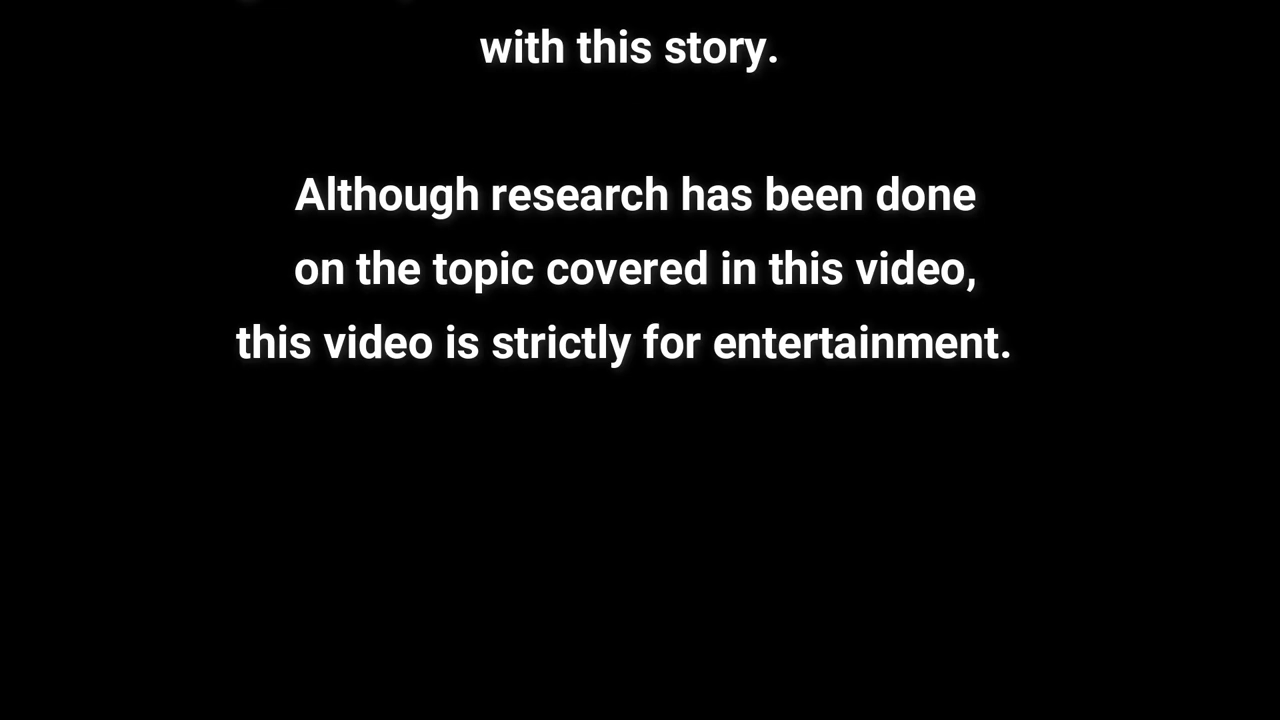 with this story.
Although research has been done
on the topic covered in this video,
this video is strictly for entertainment.